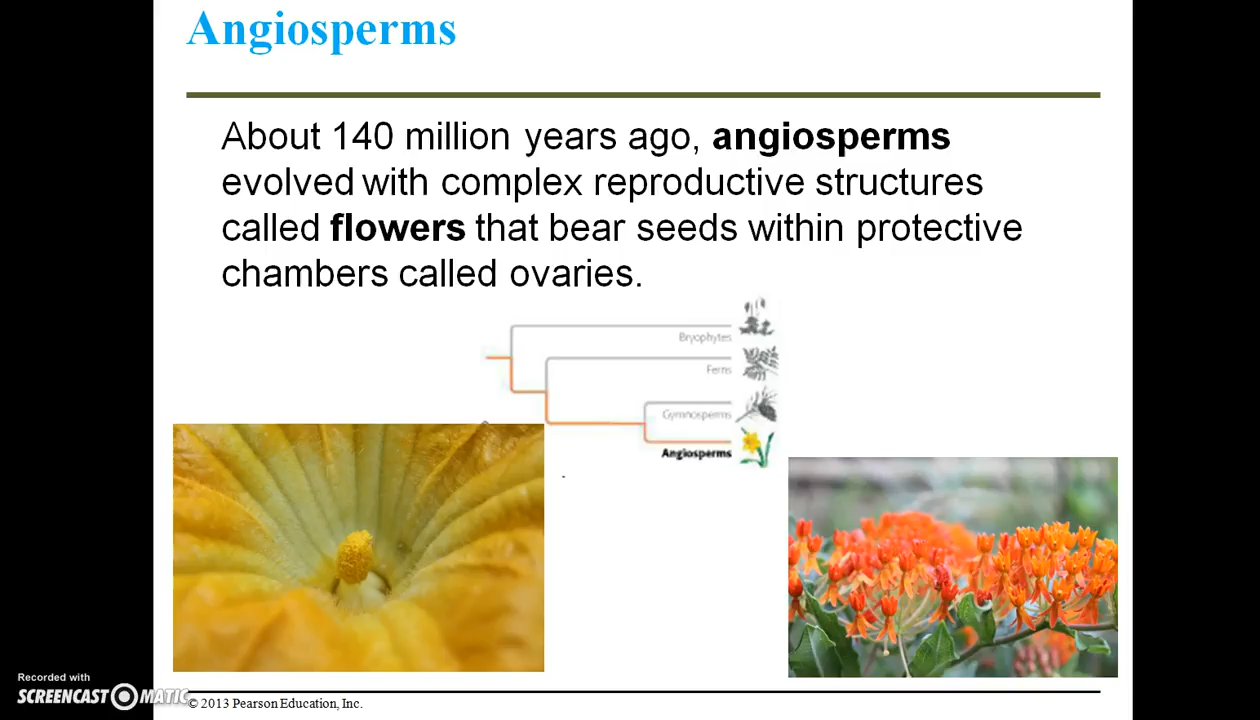 Angiosperms
About 140 million years ago, angiosperms
evolved with complex reproductive structures
called flowers that bear seeds within protective
chambers called ovaries.
Bryophytes
Ferns
Gymnosperms
Angiosperms
Recorded with
SCREENCAST MATIC
© 2013 Pearson Education, Inc.